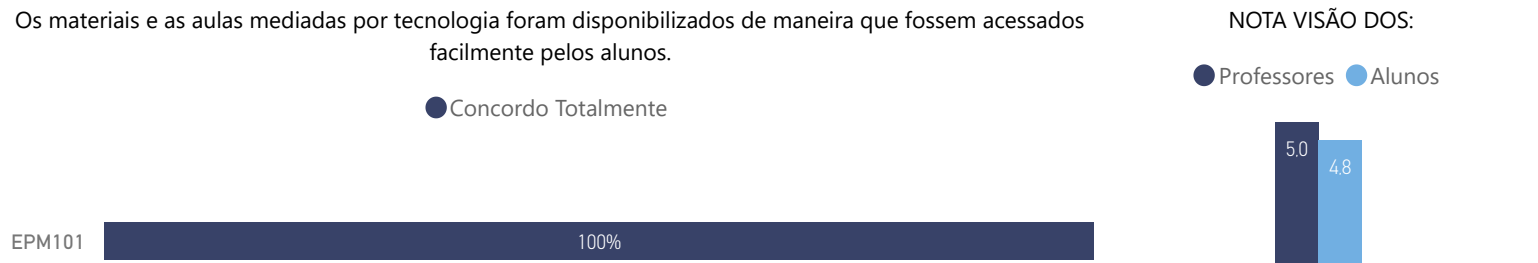 Os materiais e as aulas mediadas por tecnologia foram disponibilizados de maneira que fossem acessados
facilmente pelos alunos.
Concordo Totalmente
EPM101
100%
NOTA VISÃO DOS:
Professores
Alunos
5,0
4,8